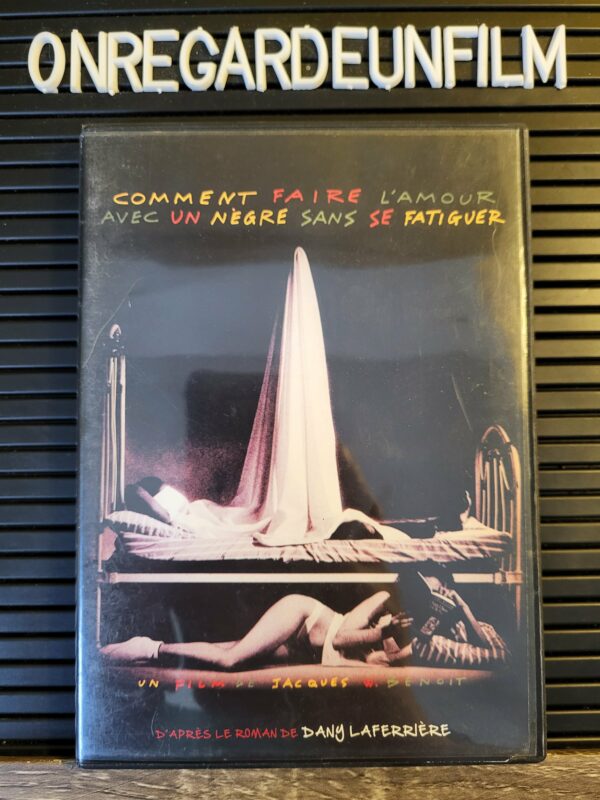 ONREGARDEUNFILM
COMMENT FAIRE L'AMOUR
AVEC UN NÈGRE SANS SE FATIGUER
UN FILM DE JACQUES W. BENOIT
D'APRÈS LE ROMAN DE DANY LAFERRIÈRE